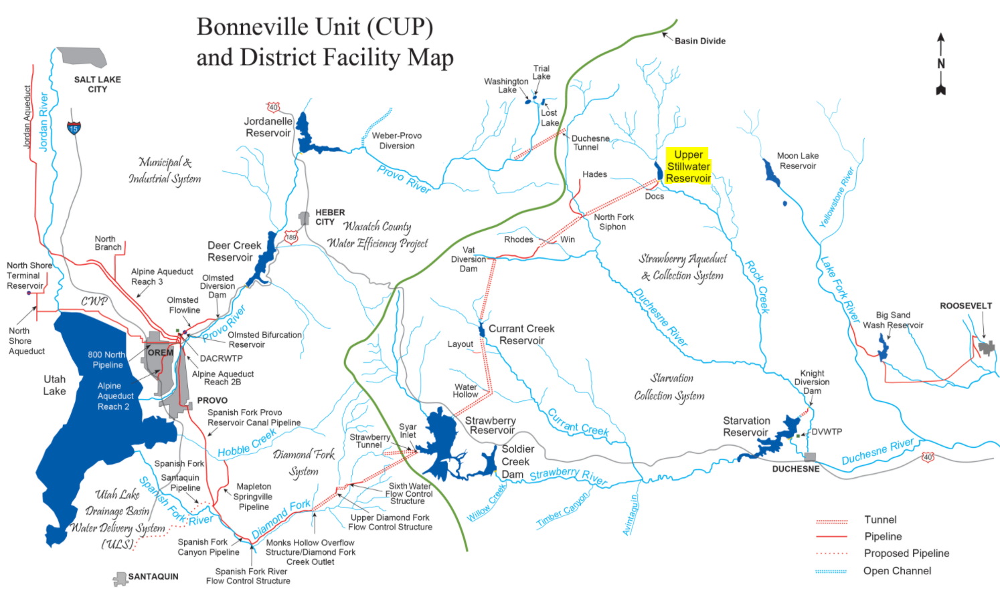 Bonneville Unit (CUP)
and District Facility Map
Basin Divide
N
SALT LAKE
CITY
Jordan Aqueduct
Jordan River
15
40
Jordanelle
Reservoir
Weber-Provo
Diversion
Washington
Lake
Trial
Lake
Lost
Lake
Duchesne
Tunnel
Provo River
Municipal &
Industrial System
Upper
Stillwater
Reservoir
Docs
Hades
North Fork
Siphon
Moon Lake
Reservoir
Yellowstone River
HEBER
CITY
189
Wasatch County
Water Efficiency Project
Deer Creek
Reservoir
North
Branch
Rhodes
Win
Vat
Diversion
Dam
Strawberry Aqueduct
& Collection System
Rock Creek
Lake Fork River
North Shore
Terminal
Reservoir
Alpine Aqueduct
Reach 3
Olmsted
Diversion
Dam
CWP
Olmsted
Flowline
Provo River
Duchesne River
ROOSEVELT
Big Sand
Wash Reservoir
North
Shore
Aqueduct
Olmsted Bifurcation
Reservoir
Currant Creek
Reservoir
Layout
800 North
Pipeline
OREM
DACRWTP
Alpine Aqueduct
Reach 2B
Utah
Lake
Alpine
Aqueduct
Reach 2
Water
Hollow
Starvation
Collection System
Knight
Diversion
Dam
PROVO
Spanish Fork Provo
Reservoir Canal Pipeline
Strawberry
Reservoir
Currant Creek
Starvation
Reservoir
DVWTP
Syar
Inlet
Strawberry
Tunnel
Hobble Creek
Diamond Fork
System
Soldier
Creek
Dam
Strawberry River
Duchesne River
40
DUCHESNE
Spanish Fork
Santaquin
Pipeline
Spanish Fork River
Mapleton
Springville
Pipeline
Sixth Water
Flow Control
Structure
Willow Creek
Timber Canyon
Avintaquin
Utah Lake
Drainage Basin
Water Delivery System
(ULS)
Diamond Fork
Upper Diamond Fork
Flow Control Structure
Spanish Fork
Canyon Pipeline
Monks Hollow Overflow
Structure/Diamond Fork
Creek Outlet
Spanish Fork River
Flow Control Structure
SANTAQUIN
Tunnel
Pipeline
Proposed Pipeline
Open Channel